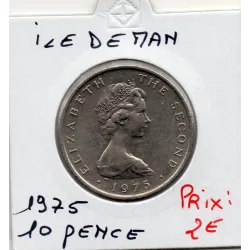 ILE DE MAN
ELIZABETH THE SECOND
1975
1975
10 PENCE
PRix:
2€